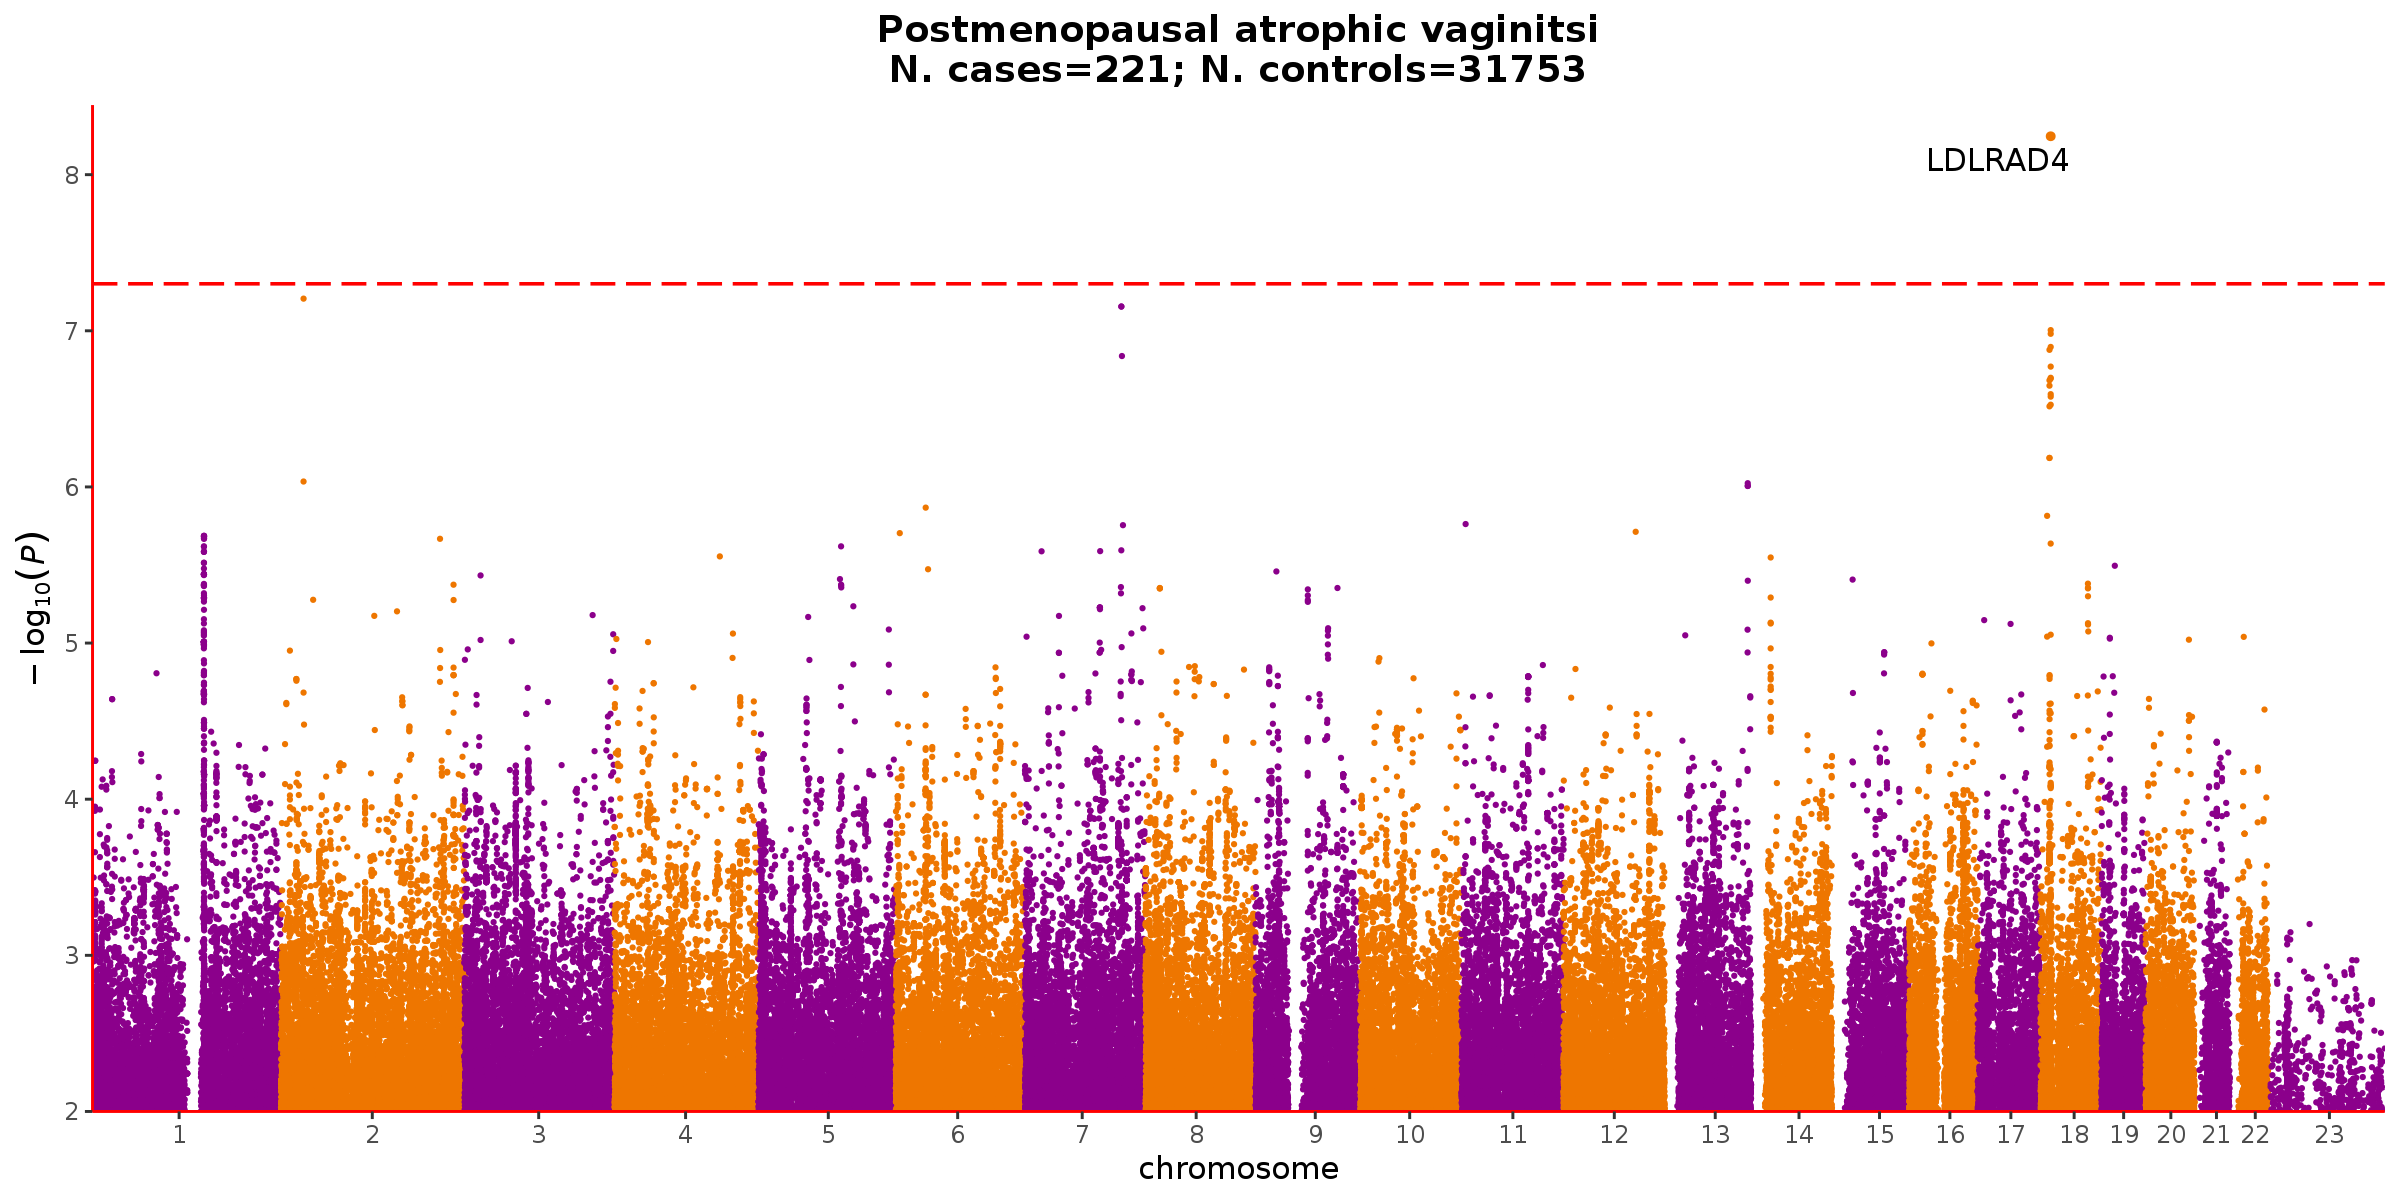 Postmenopausal atrophic vaginitsi
N. cases=221; N. controls=31753
LDLRAD4
8
7
6
5
4
3
2
−log₁₀(P)
1 2 3 4 5 6 7 8 9 10 11 12 13 14 15 16 17 18 19 20 21 22 23
chromosome